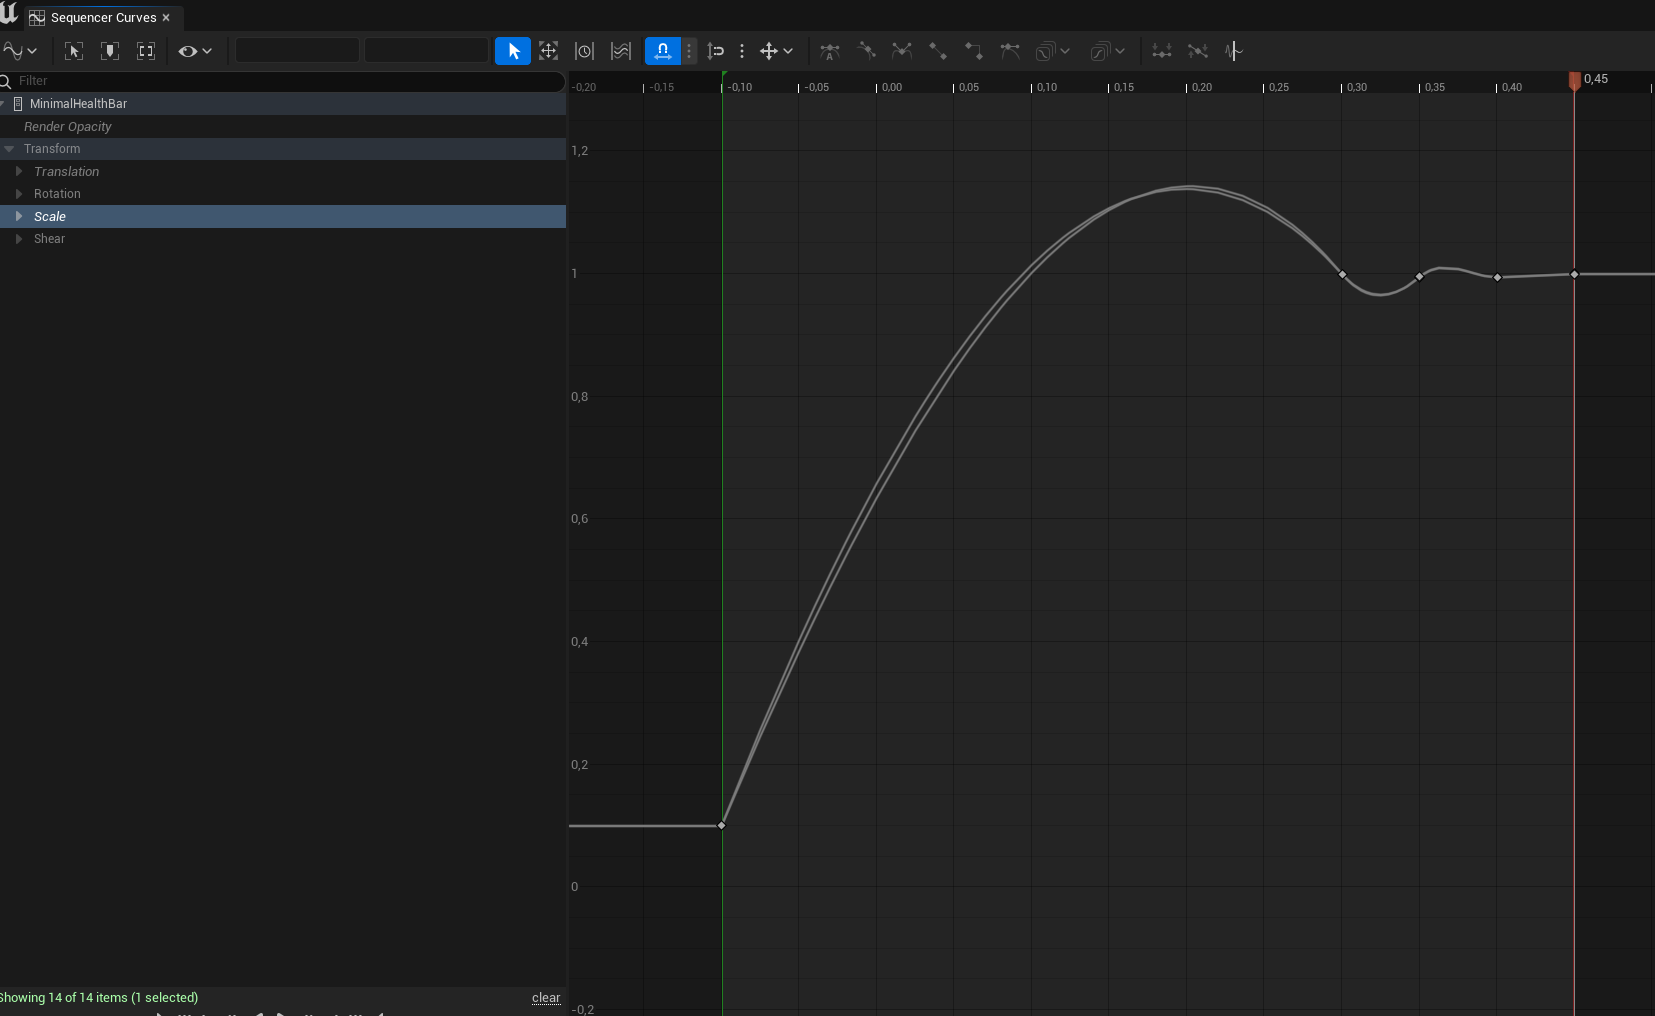 Sequencer Curves
Filter
MinimalHealthBar
Render Opacity
Transform
Translation
Rotation
Scale
Shear
-0,20 -0,15 -0,10 -0,05 0,00 0,05 0,10 0,15 0,20 0,25 0,30 0,35 0,40 0,45
1,2
1
0,8
0,6
0,4
0,2
0
-0,2
Showing 14 of 14 items (1 selected) clear